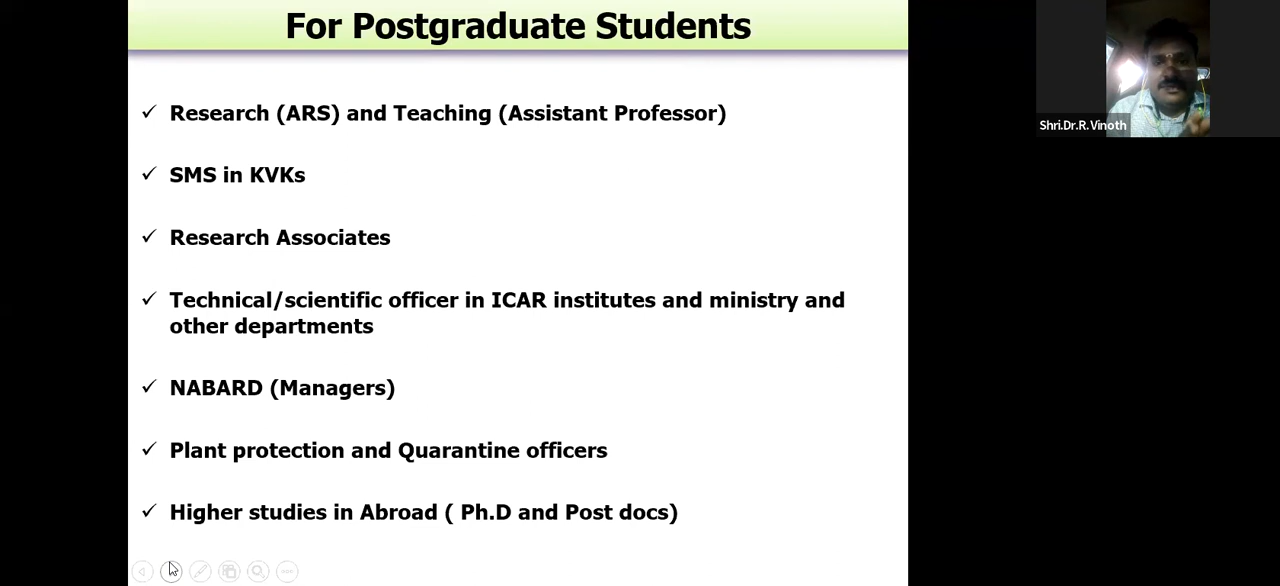 For Postgraduate Students
✓ Research (ARS) and Teaching (Assistant Professor)
✓ SMS in KVKs
✓ Research Associates
✓ Technical/scientific officer in ICAR institutes and ministry and
other departments
✓ NABARD (Managers)
✓ Plant protection and Quarantine officers
✓ Higher studies in Abroad ( Ph.D and Post docs)
Shri.Dr.R.Vinoth